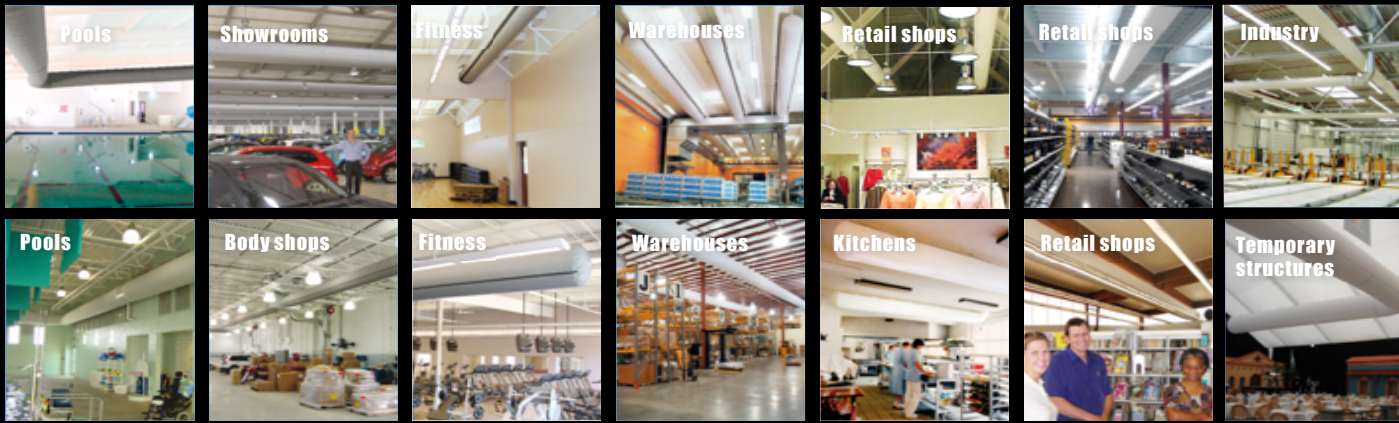 Pools
Showrooms
Fitness
Warehouses
Retail shops
Retail shops
Industry
Pools
Body shops
Fitness
Warehouses
Kitchens
Retail shops
Temporary
structures